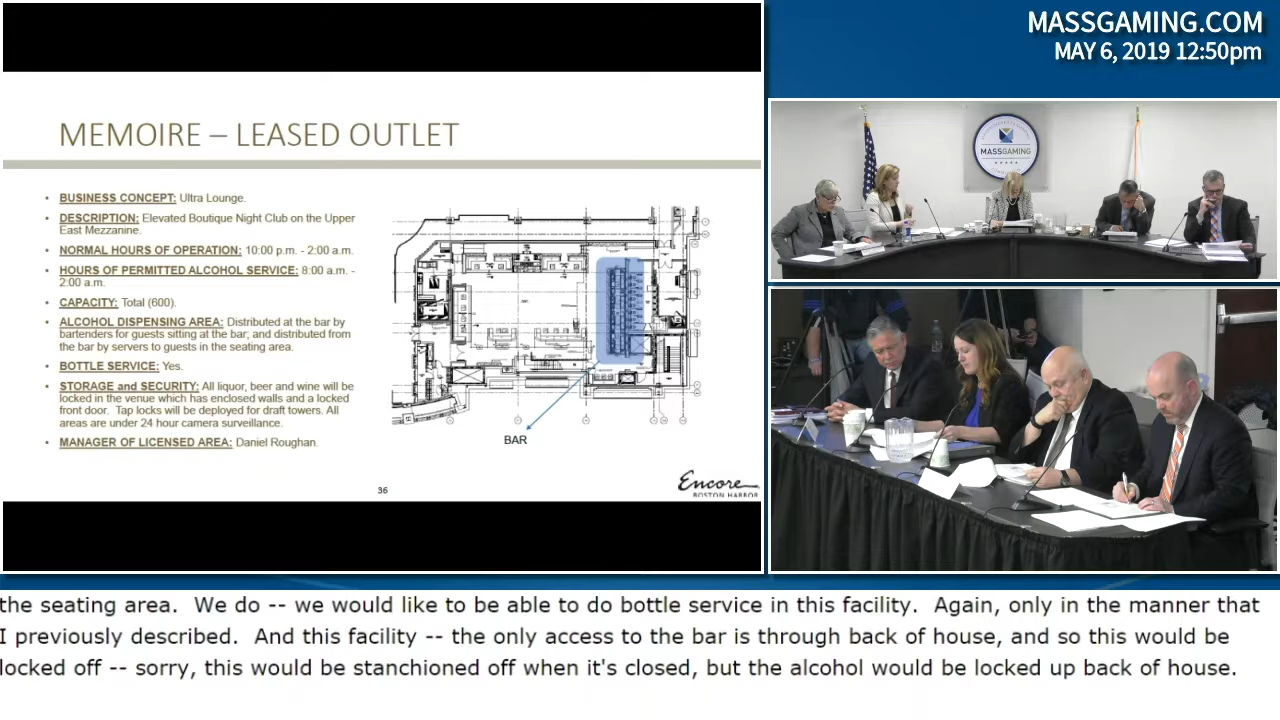 MASSGAMING.COM
MAY 6, 2019 12:50pm
MEMOIRE – LEASED OUTLET
• BUSINESS CONCEPT: Ultra Lounge.
• DESCRIPTION: Elevated Boutique Night Club on the Upper
East Mezzanine.
• NORMAL HOURS OF OPERATION: 10:00 p.m. - 2:00 a.m.
• HOURS OF PERMITTED ALCOHOL SERVICE: 8:00 a.m. -
2:00 a.m.
• CAPACITY: Total (600).
• ALCOHOL DISPENSING AREA: Distributed at the bar by
bartenders for guests sitting at the bar; and distributed from
the bar by servers to guests in the seating area.
• BOTTLE SERVICE: Yes.
• STORAGE and SECURITY: All liquor, beer and wine will be
locked in the venue which has enclosed walls and a locked
front door. Tap locks will be deployed for draft towers. All
areas are under 24 hour camera surveillance.
• MANAGER OF LICENSED AREA: Daniel Roughan.
BAR
36
Encore
BOSTON HARBOR
MASSGAMING
the seating area. We do -- we would like to be able to do bottle service in this facility. Again, only in the manner that
I previously described. And this facility -- the only access to the bar is through back of house, and so this would be
locked off -- sorry, this would be stanchioned off when it's closed, but the alcohol would be locked up back of house.